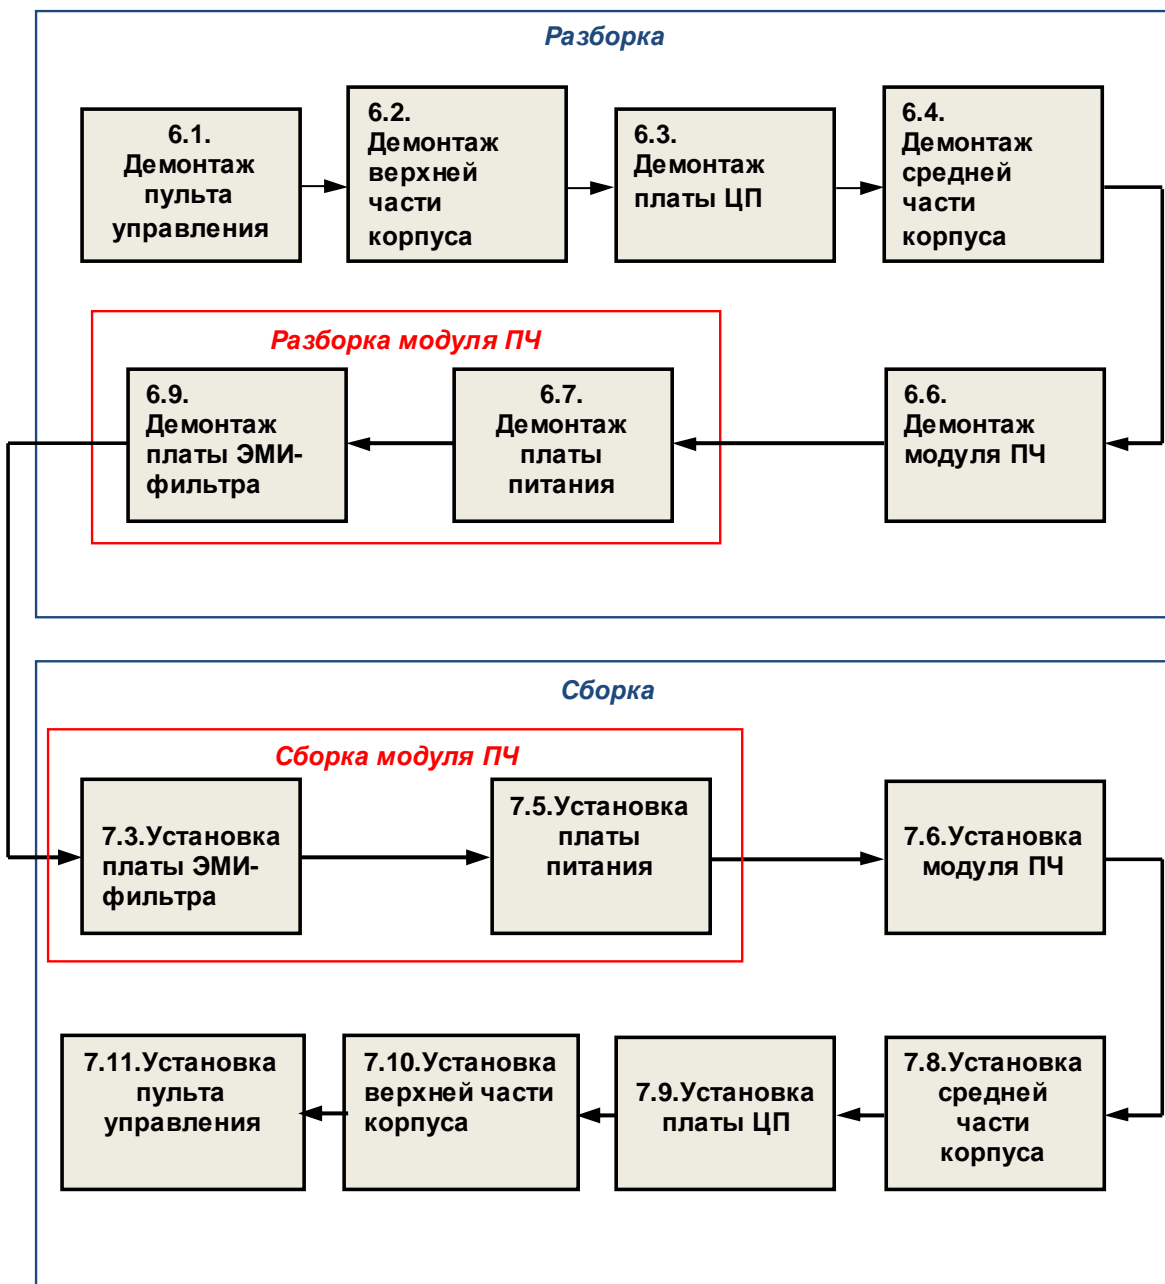 Разборка
6.1.
Демонтаж
пульта
управления
6.2.
Демонтаж
верхней
части
корпуса
6.3.
Демонтаж
платы ЦП
6.4.
Демонтаж
средней
части
корпуса
Разборка модуля ПЧ
6.9.
Демонтаж
платы ЭМИ-
фильтра
6.7.
Демонтаж
платы
питания
6.6.
Демонтаж
модуля ПЧ
Сборка
Сборка модуля ПЧ
7.3.Установка
платы ЭМИ-
фильтра
7.5.Установка
платы
питания
7.6.Установка
модуля ПЧ
7.11.Установка
пульта
управления
7.10.Установка
верхней части
корпуса
7.9.Установка
платы ЦП
7.8.Установка
средней
части
корпуса